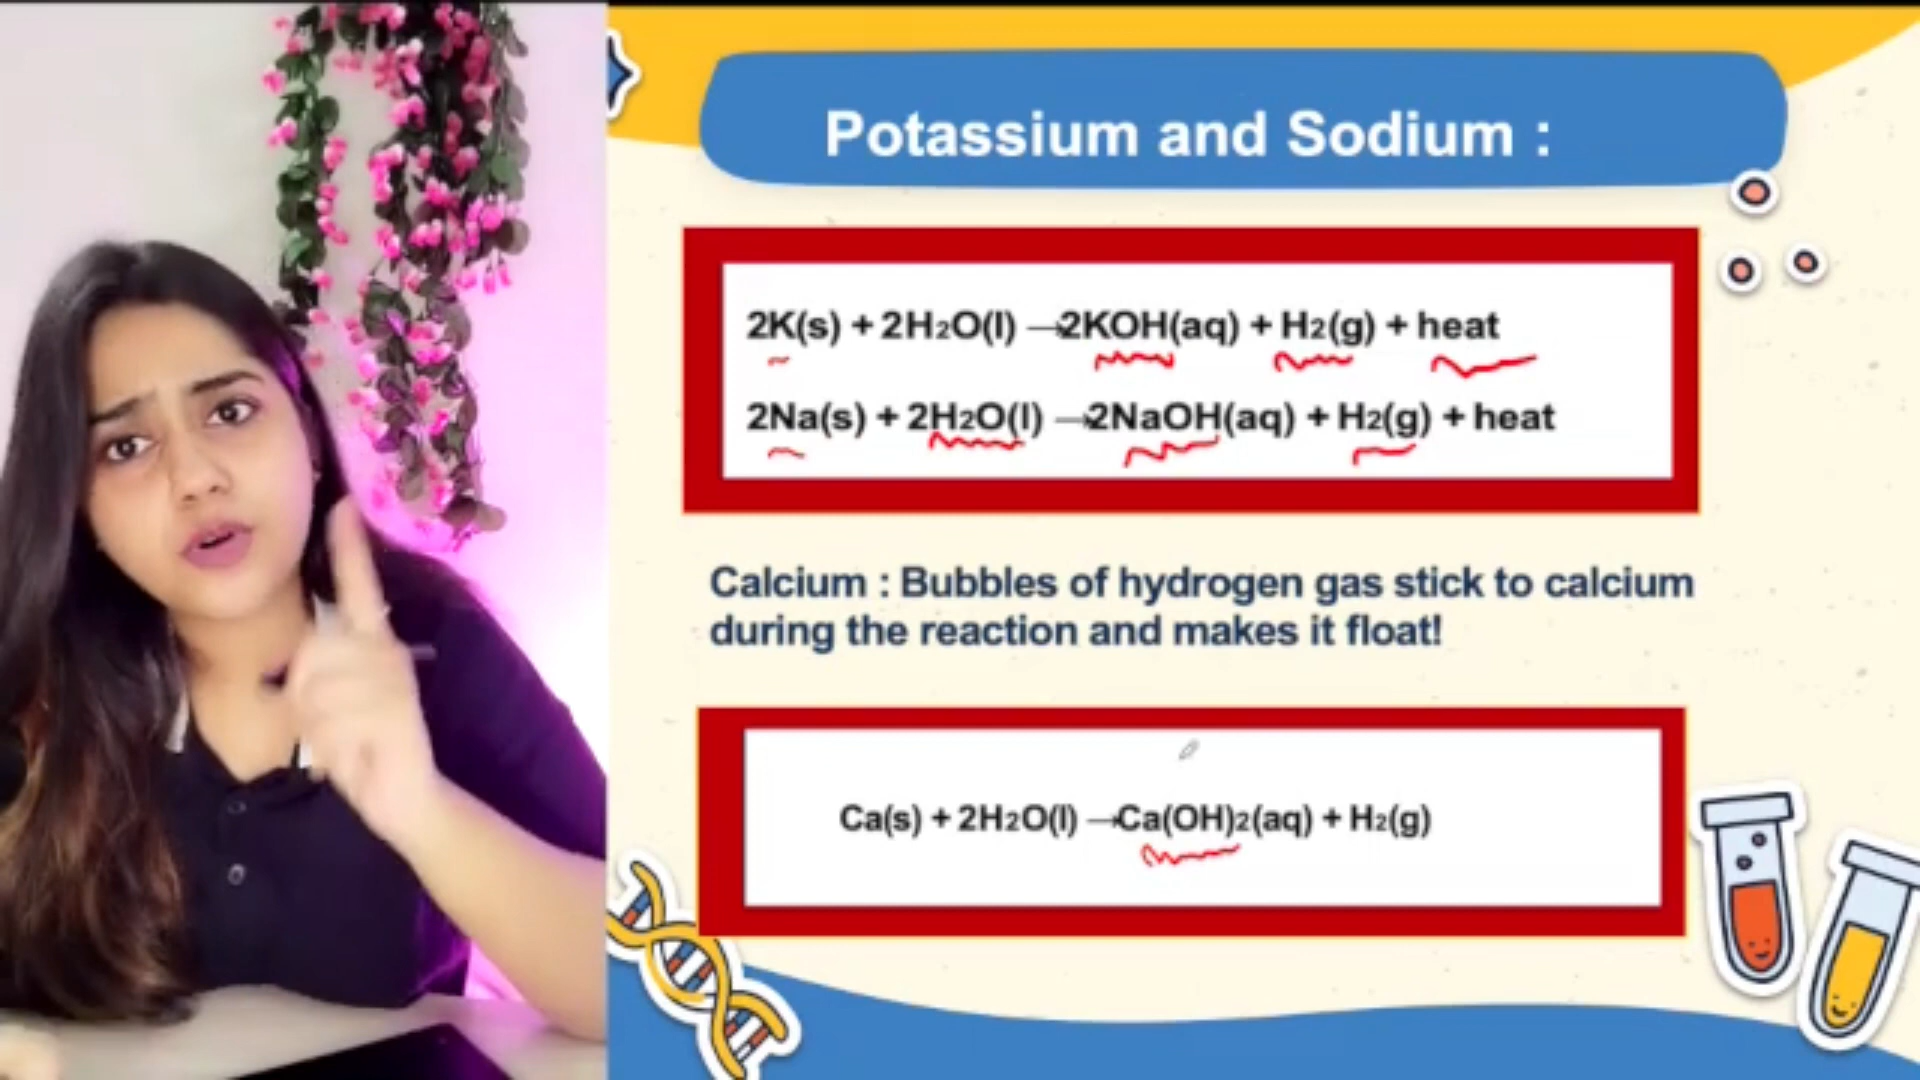 Potassium and Sodium :
2K(s) + 2H2O(l) →2KOH(aq) + H2(g) + heat
2Na(s) + 2H2O(l) →2NaOH(aq) + H2(g) + heat
Calcium : Bubbles of hydrogen gas stick to calcium
during the reaction and makes it float!
Ca(s) + 2H2O(l) →Ca(OH)2(aq) + H2(g)